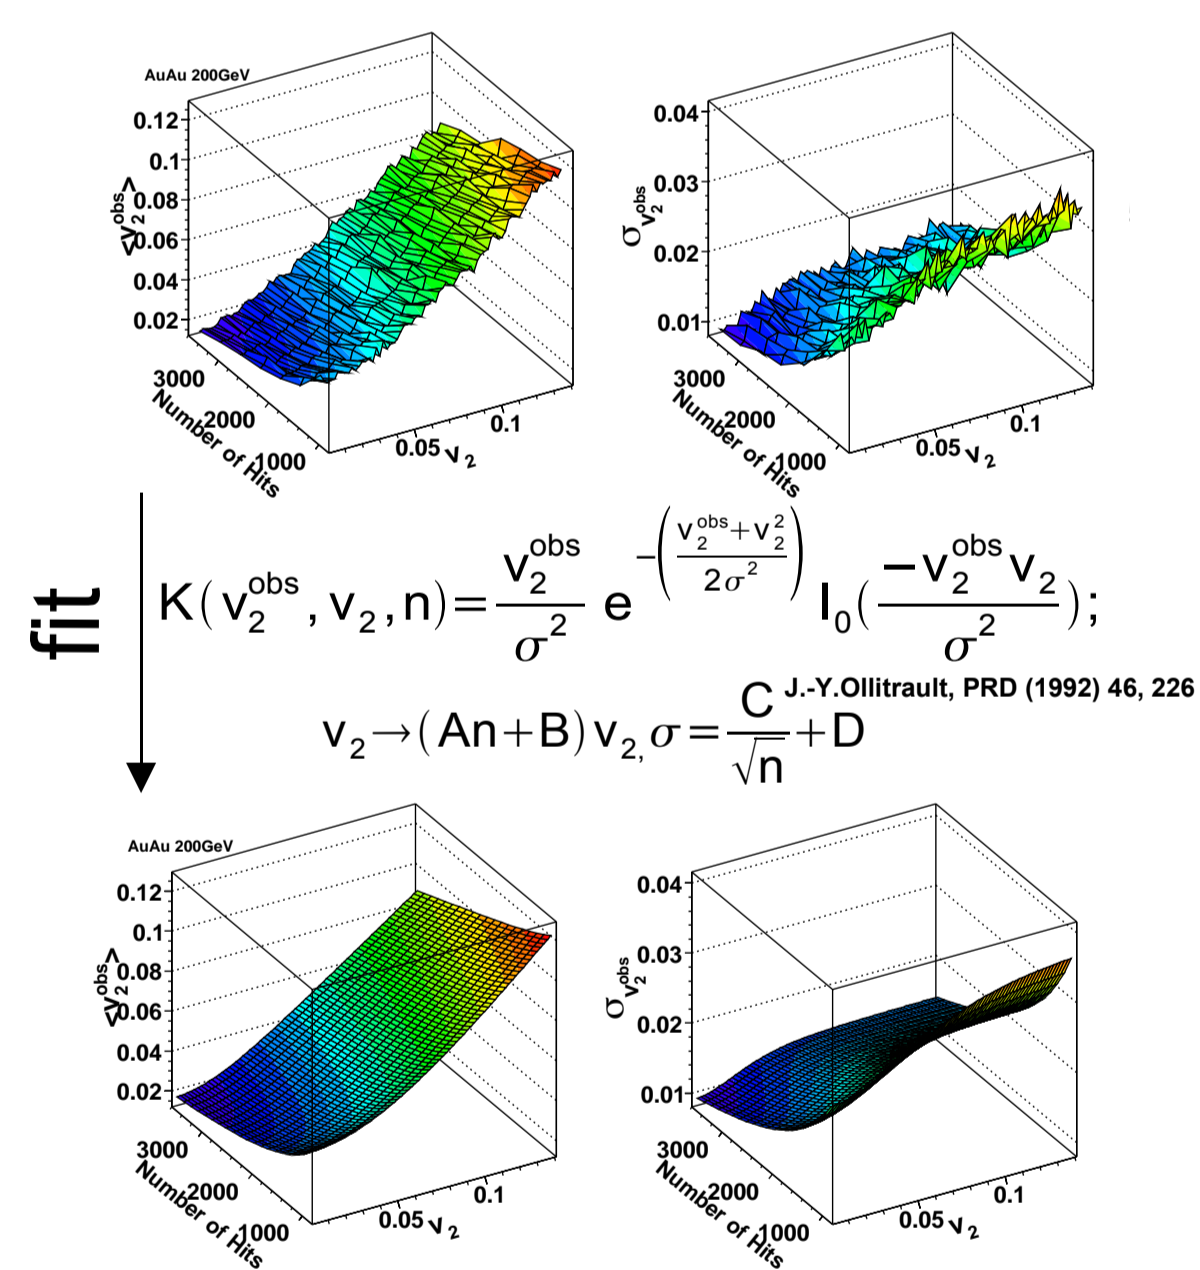 AuAu 200GeV
<v₂ᵒᵇˢ>
0.12
0.1
0.08
0.06
0.04
0.02
3000
2000
1000
Number of Hits
0.05
0.1
v₂
σ v₂ᵒᵇˢ
0.04
0.03
0.02
0.01
3000
2000
1000
Number of Hits
0.05
0.1
v₂
fit
K(v₂ᵒᵇˢ, v₂, n) = v₂ᵒᵇˢ/σ² e^−((v₂ᵒᵇˢ+v₂²)/(2σ²)) I₀(−v₂ᵒᵇˢ v₂/σ²);
J.-Y.Ollitrault, PRD (1992) 46, 226
v₂→(An+B)v₂, σ=C/√n+D
AuAu 200GeV
<v₂ᵒᵇˢ>
0.12
0.1
0.08
0.06
0.04
0.02
3000
2000
1000
Number of Hits
0.05
0.1
v₂
σ v₂ᵒᵇˢ
0.04
0.03
0.02
0.01
3000
2000
1000
Number of Hits
0.05
0.1
v₂